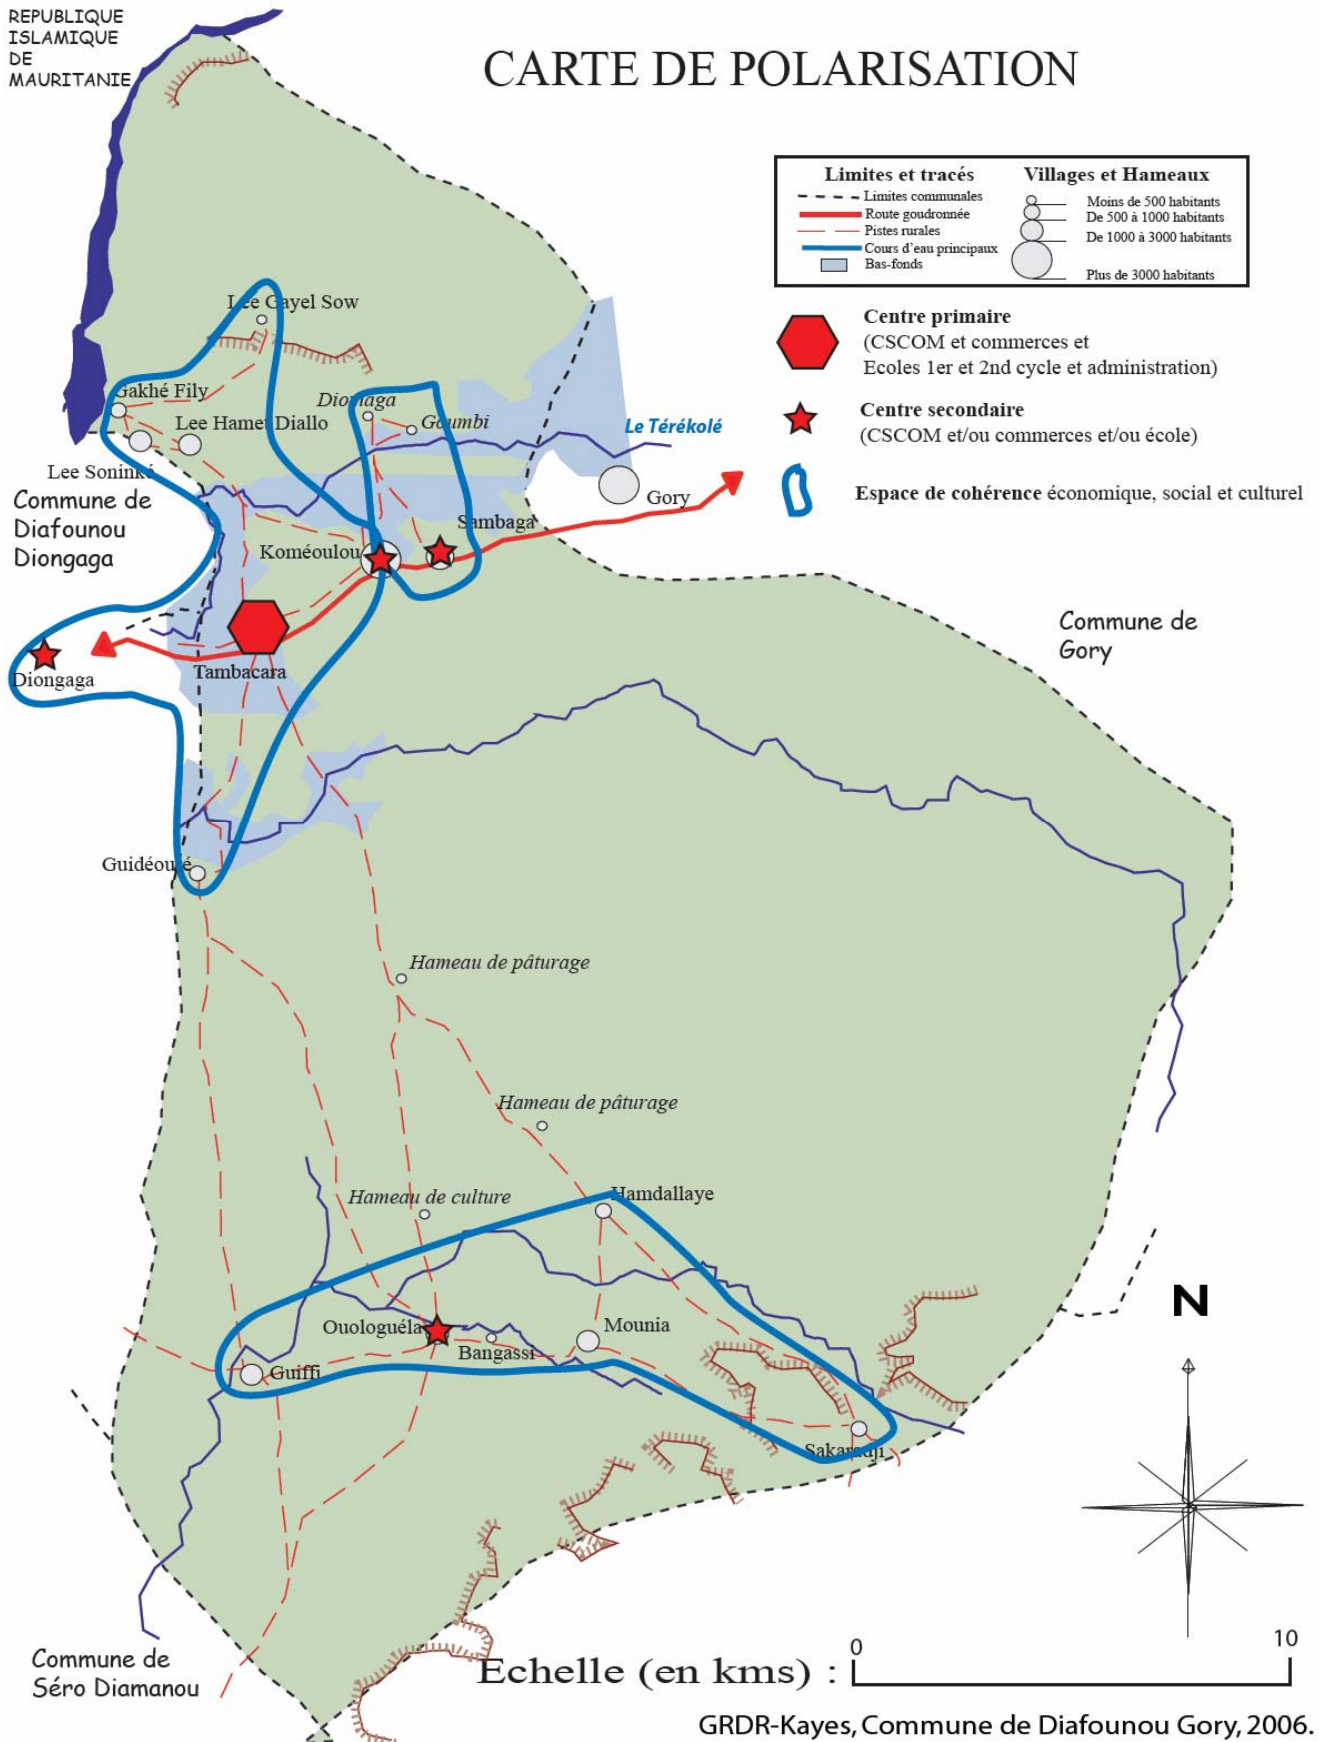 REPUBLIQUE
ISLAMIQUE
DE
MAURITANIE
CARTE DE POLARISATION
Limites et tracés
Limites communales
Route goudronnée
Pistes rurales
Cours d'eau principaux
Bas-fonds
Villages et Hameaux
Moins de 500 habitants
De 500 à 1000 habitants
De 1000 à 3000 habitants
Plus de 3000 habitants
Centre primaire
(CSCOM et commerces et
Ecoles 1er et 2nd cycle et administration)
Centre secondaire
(CSCOM et/ou commerces et/ou école)
Espace de cohérence économique, social et culturel
Lee Gayel Sow
Gakhé Fily
Diomaga
Goumbi
Lee Hamet Diallo
Le Térékolé
Lee Soninké
Gory
Commune de
Diafounou
Diongaga
Sambaga
Koméoulou
Commune de
Gory
Tambacara
Diongaga
Guidéouré
Hameau de pâturage
Hameau de pâturage
Hameau de culture
Hamdallaye
N
Ouologuéla
Mounia
Bangassi
Guiffi
Sakaradji
Commune de
Séro Diamanou
Echelle (en kms) :
0
10
GRDR-Kayes, Commune de Diafounou Gory, 2006.